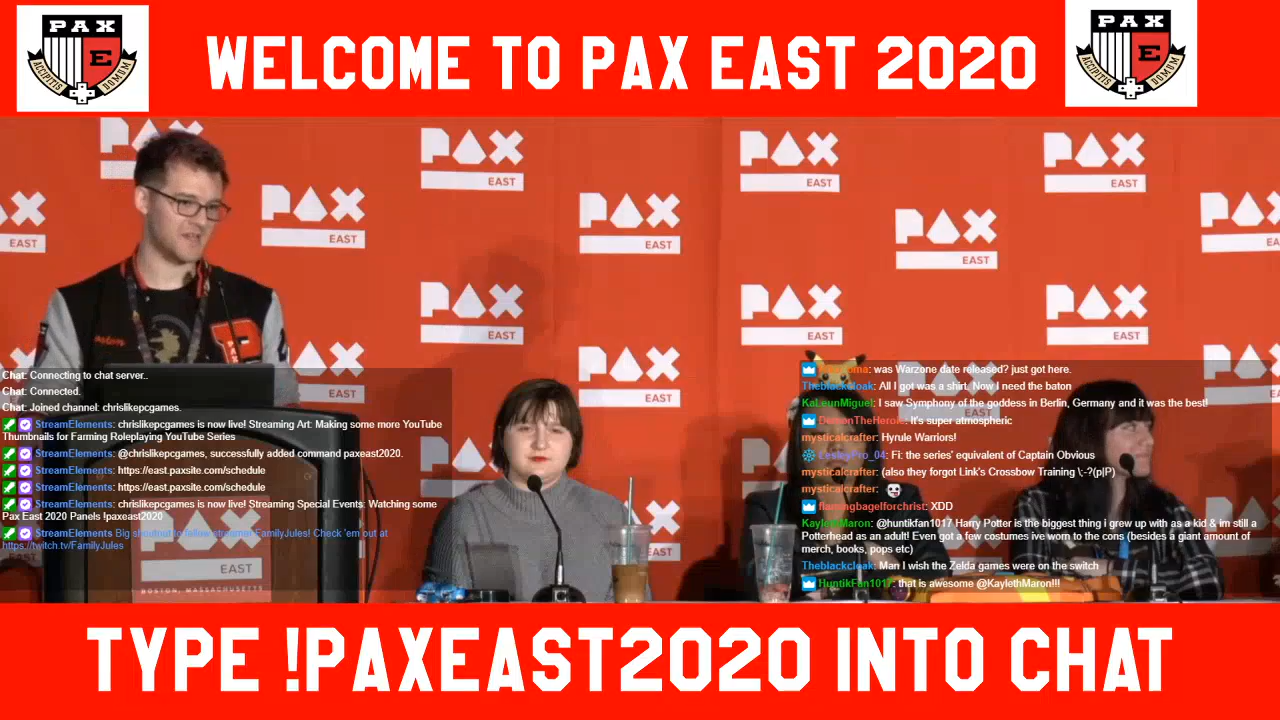 PAX
E
ACCIPITIS DOMUM
WELCOME TO PAX EAST 2020
PAX
E
ACCIPITIS DOMUM
EAST
EAST
EAST
EAST
EAST
EAST
EAST
EAST
EAST
EAST
EAST
EAST
EAST
P
PAX
Chat: Connecting to chat server..
Chat: Connected.
Chat: Joined channel: chrislikepcgames.
StreamElements: chrislikepcgames is now live! Streaming Art: Making some more YouTube
Thumbnails for Farming Roleplaying YouTube Series
StreamElements: @chrislikepcgames, successfully added command paxeast2020.
StreamElements: https://east.paxsite.com/schedule
StreamElements: https://east.paxsite.com/schedule
StreamElements: chrislikepcgames is now live! Streaming Special Events: Watching some
Pax East 2020 Panels !paxeast2020
StreamElements Big shoutout to fellow streamer FamilyJules! Check 'em out at
https://twitch.tv/FamilyJules
PAX
EAST
BOSTON, MASSACHUSETTS
was Warzone date released? just got here.
Theblackcloak: All I got was a shirt. Now I need the baton
KaLeunMiguel: I saw Symphony of the goddess in Berlin, Germany and it was the best!
DemonTheHeroic: It's super atmospheric
mysticalcrafter: Hyrule Warriors!
LesleyPro_04: Fi: the series' equivalent of Captain Obvious
mysticalcrafter: (also they forgot Link's Crossbow Training \;-?(p|P)
mysticalcrafter:
flamingbagelforchrist: XDD
KaylethMaron: @huntikfan1017 Harry Potter is the biggest thing i grew up with as a kid & im still a
Potterhead as an adult! Even got a few costumes ive worn to the cons (besides a giant amount of
merch, books, pops etc)
Theblackcloak: Man I wish the Zelda games were on the switch
HuntikFan1017: that is awesome @KaylethMaron!!!
TYPE !PAXEAST2020 INTO CHAT